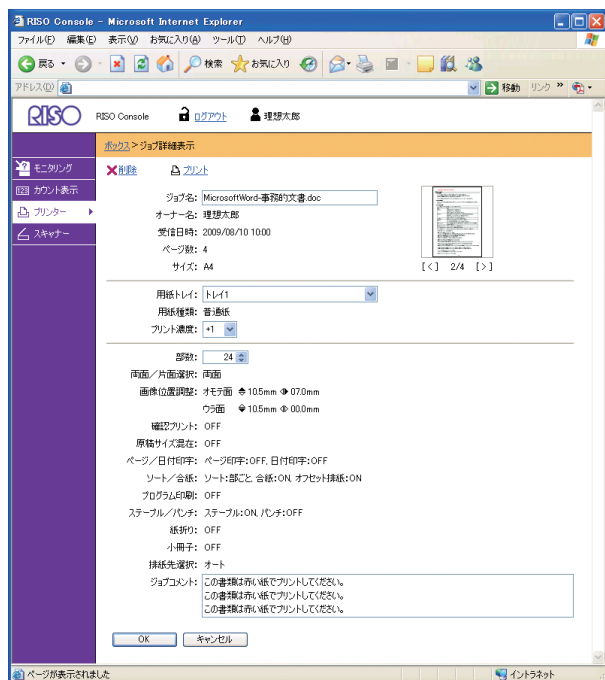 RISO Console - Microsoft Internet Explorer
ファイル(F) 編集(E) 表示(V) お気に入り(A) ツール(T) ヘルプ(H)
戻る 検索 お気に入り
アドレス(D) 移動 リンク »
RISO RISO Console ログアウト 理想太郎
ボックス>ジョブ詳細表示
モニタリング
カウント表示
プリンター
スキャナー
削除 プリント
ジョブ名: MicrosoftWord-事務的文書.doc
オーナー名: 理想太郎
受信日時: 2009/08/10 10:00
ページ数: 4
サイズ: A4
[<] 2/4 [>]
用紙トレイ: トレイ1
用紙種類: 普通紙
プリント濃度: +1
部数: 24
両面/片面選択: 両面
画像位置調整: オモテ面 10.5mm 07.0mm
ウラ面 10.5mm 00.0mm
確認プリント: OFF
原稿サイズ混在: OFF
ページ/日付印字: ページ印字:OFF, 日付印字:OFF
ソート/合紙: ソート:部ごと, 合紙:ON, オフセット排紙:ON
プログラム印刷: OFF
ステープル/パンチ: ステープル:ON, パンチ:OFF
紙折り: OFF
小冊子: OFF
排紙先選択: オート
ジョブコメント: この書類は赤い紙でプリントしてください。
この書類は赤い紙でプリントしてください。
この書類は赤い紙でプリントしてください。
OK キャンセル
ページが表示されました イントラネット